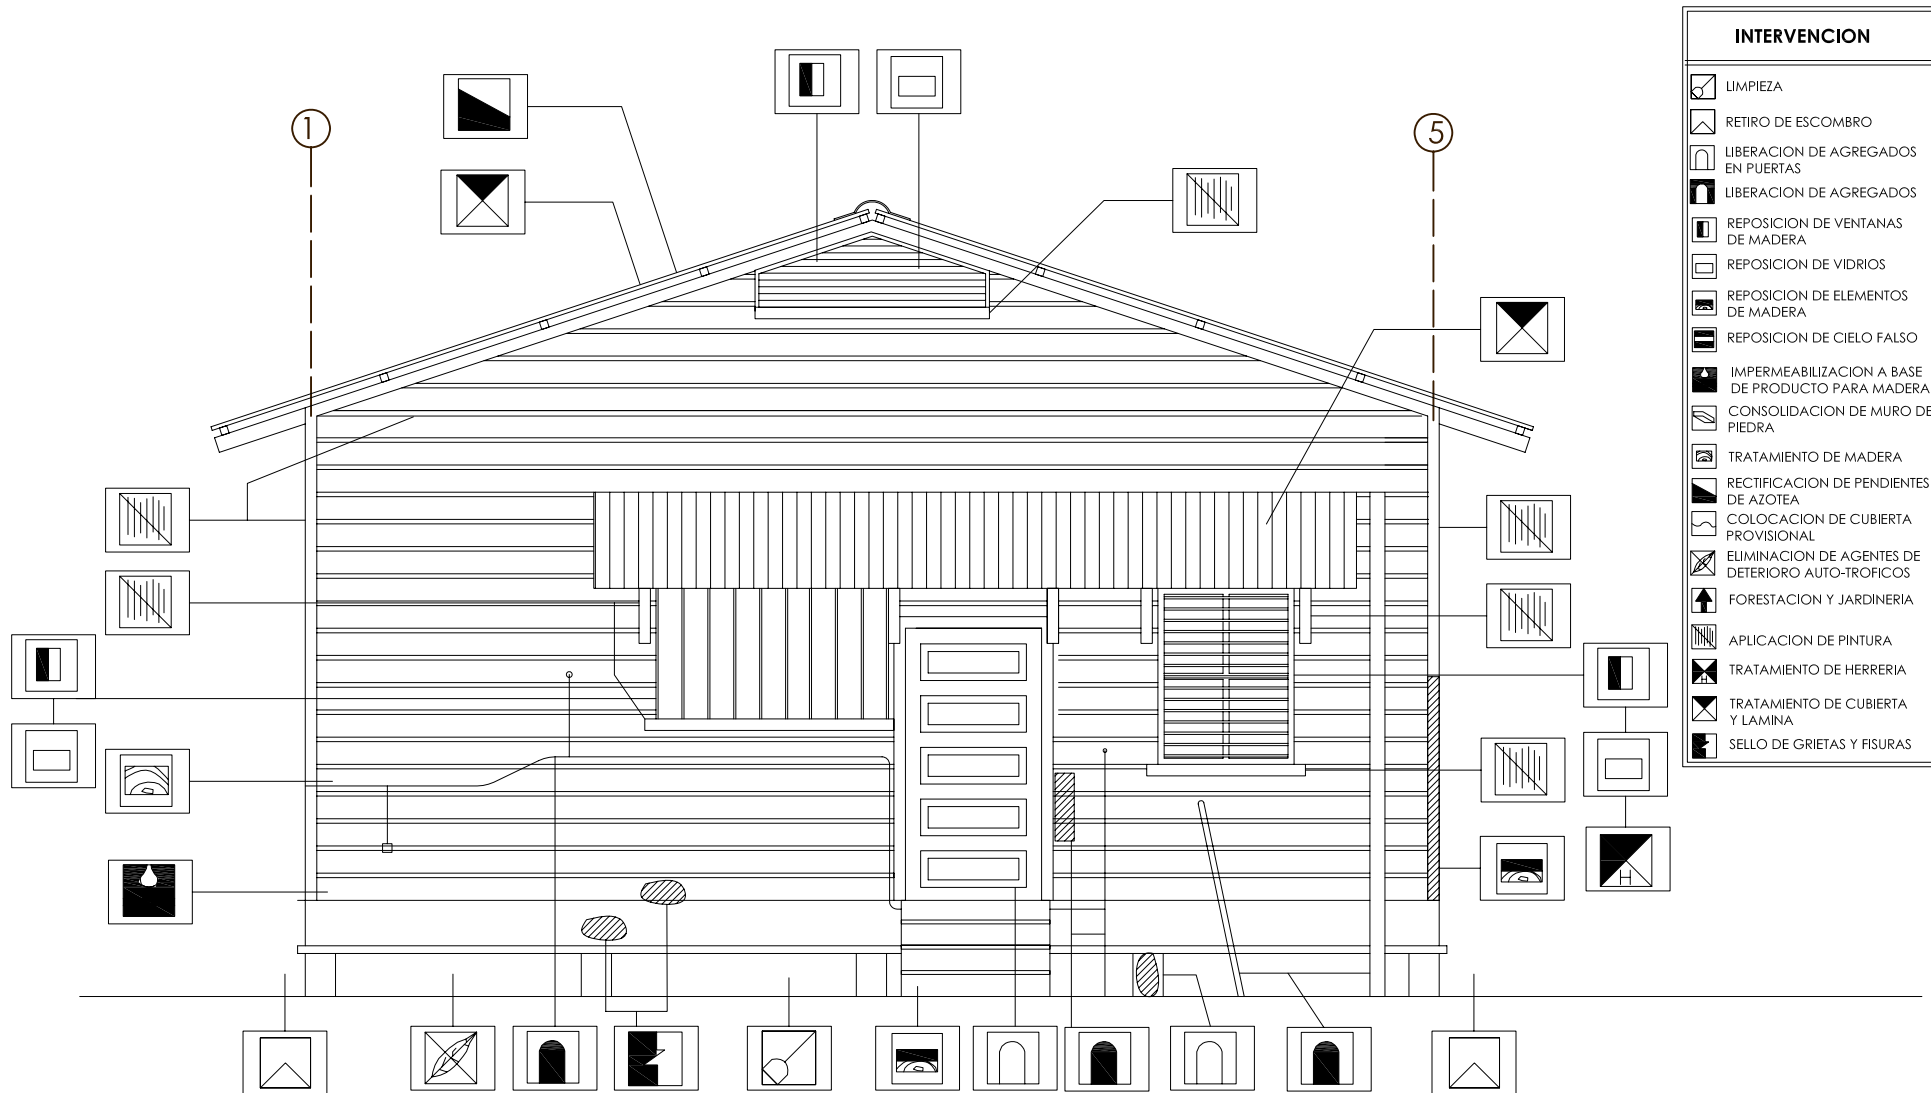 1
5
INTERVENCION
LIMPIEZA
RETIRO DE ESCOMBRO
LIBERACION DE AGREGADOS
EN PUERTAS
LIBERACION DE AGREGADOS
REPOSICION DE VENTANAS
DE MADERA
REPOSICION DE VIDRIOS
REPOSICION DE ELEMENTOS
DE MADERA
REPOSICION DE CIELO FALSO
IMPERMEABILIZACION A BASE
DE PRODUCTO PARA MADERA
CONSOLIDACION DE MURO DE
PIEDRA
TRATAMIENTO DE MADERA
RECTIFICACION DE PENDIENTES
DE AZOTEA
COLOCACION DE CUBIERTA
PROVISIONAL
ELIMINACION DE AGENTES DE
DETERIORO AUTO-TROFICOS
FORESTACION Y JARDINERIA
APLICACION DE PINTURA
H
TRATAMIENTO DE HERRERIA
TRATAMIENTO DE CUBIERTA
Y LAMINA
SELLO DE GRIETAS Y FISURAS
H